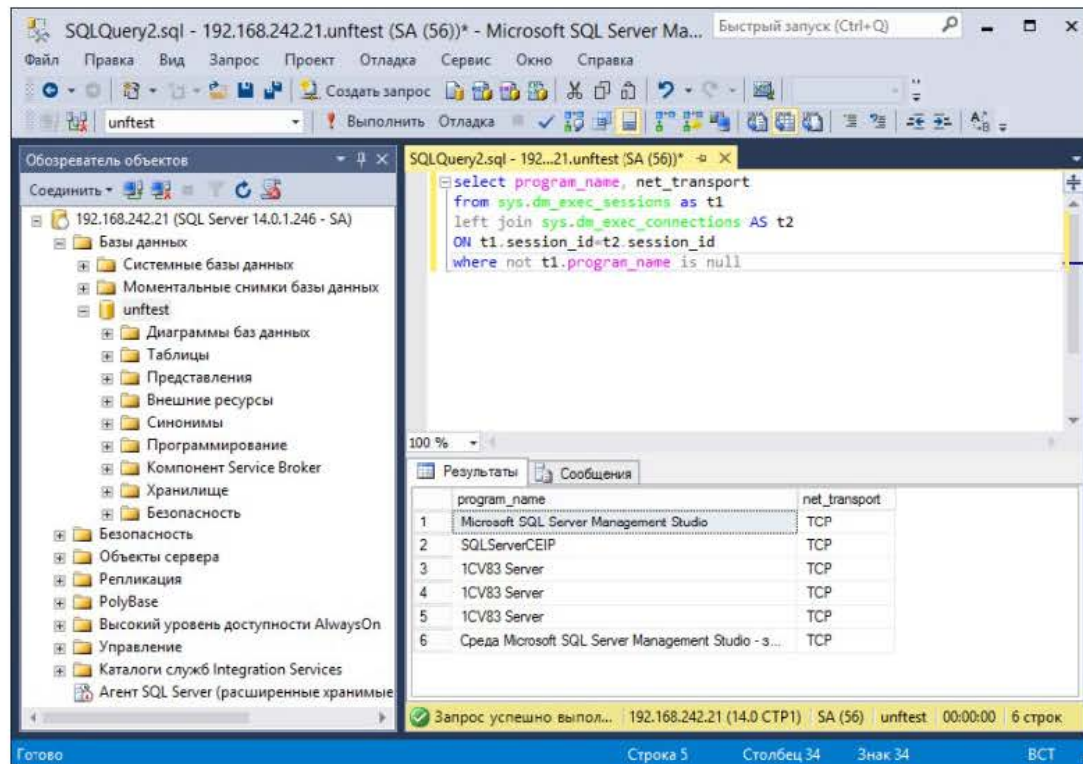 SQLQuery2.sql - 192.168.242.21.unftest (SA (56))* - Microsoft SQL Server Ma...
Быстрый запуск (Ctrl+Q)
Файл Правка Вид Запрос Проект Отладка Сервис Окно Справка
Создать запрос
unftest
Выполнить Отладка
Обозреватель объектов
Соединить
192.168.242.21 (SQL Server 14.0.1.246 - SA)
Базы данных
Системные базы данных
Моментальные снимки базы данных
unftest
Диаграммы баз данных
Таблицы
Представления
Внешние ресурсы
Синонимы
Программирование
Компонент Service Broker
Хранилище
Безопасность
Безопасность
Объекты сервера
Репликация
PolyBase
Высокий уровень доступности AlwaysOn
Управление
Каталоги служб Integration Services
Агент SQL Server (расширенные хранимые
SQLQuery2.sql - 192...21.unftest (SA (56))*
select program_name, net_transport
from sys.dm_exec_sessions as t1
left join sys.dm_exec_connections AS t2
ON t1.session_id=t2.session_id
where not t1.program_name is null
100 %
Результаты Сообщения
program_name net_transport
1 Microsoft SQL Server Management Studio TCP
2 SQLServerCEIP TCP
3 1CV83 Server TCP
4 1CV83 Server TCP
5 1CV83 Server TCP
6 Среда Microsoft SQL Server Management Studio - з... TCP
Запрос успешно выпол... 192.168.242.21 (14.0 CTP1) SA (56) unftest 00:00:00 6 строк
Готово Строка 5 Столбец 34 Знак 34 ВСТ